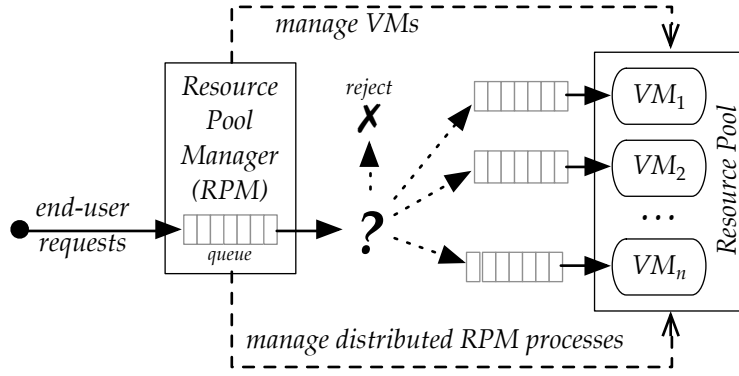 manage VMs
Resource
Pool
Manager
(RPM)
queue
end-user
requests
reject
✗
?
VM1
VM2
...
VMn
Resource Pool
manage distributed RPM processes